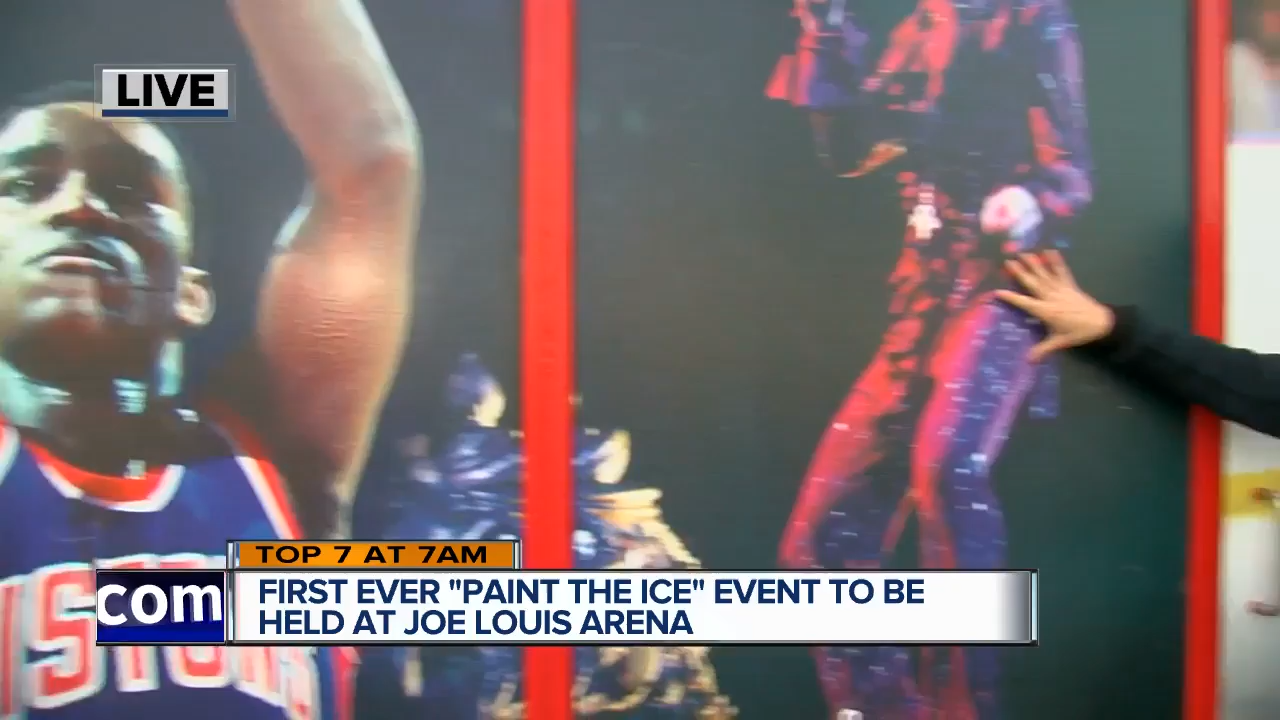 LIVE
TOP 7 AT 7AM
com
FIRST EVER "PAINT THE ICE" EVENT TO BE
HELD AT JOE LOUIS ARENA
ISTONS